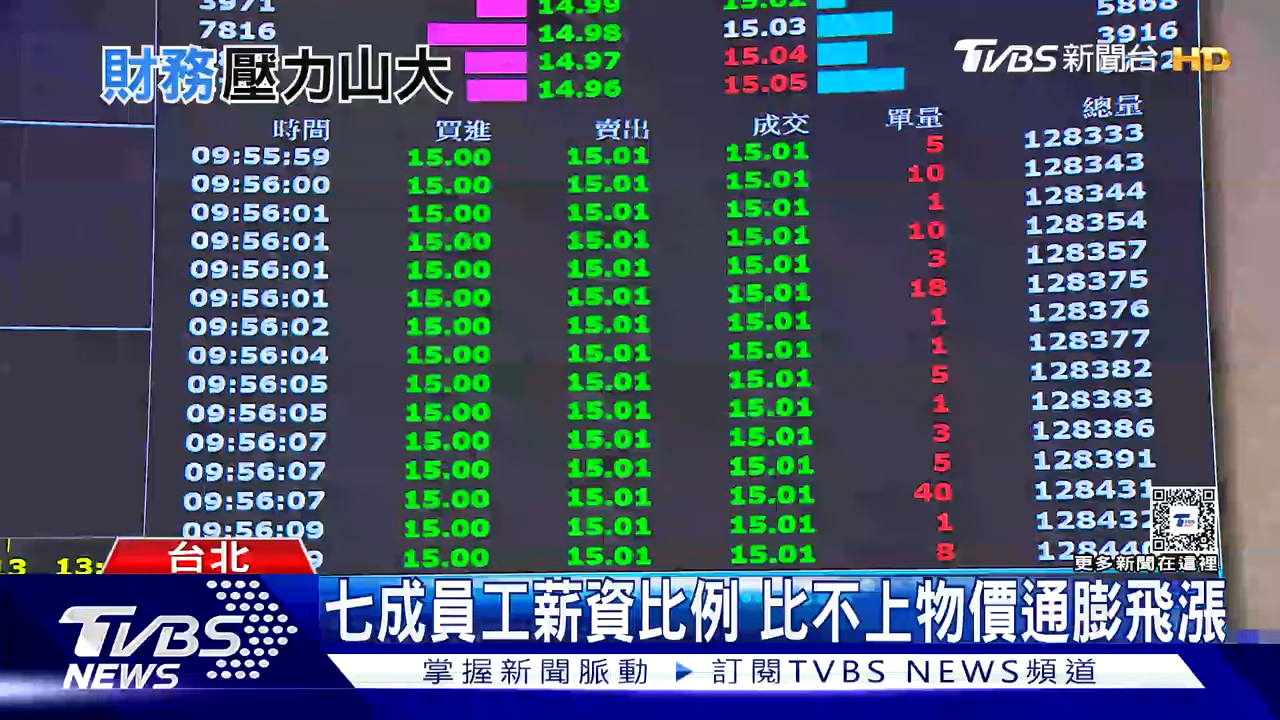 14.99
7816 14.98 15.03 3916
14.97 15.04
14.96 15.05
TVBS新聞台 HD
財務壓力山大
時間 買進 賣出 成交 單量 總量
09:55:59 15.00 15.01 15.01 5 128333
09:56:00 15.00 15.01 15.01 10 128343
09:56:01 15.00 15.01 15.01 1 128344
09:56:01 15.00 15.01 15.01 10 128354
09:56:01 15.00 15.01 15.01 3 128357
09:56:01 15.00 15.01 15.01 18 128375
09:56:02 15.00 15.01 15.01 1 128376
09:56:04 15.00 15.01 15.01 1 128377
09:56:05 15.00 15.01 15.01 5 128382
09:56:05 15.00 15.01 15.01 1 128383
09:56:07 15.00 15.01 15.01 3 128386
09:56:07 15.00 15.01 15.01 5 128391
09:56:07 15.00 15.01 15.01 40 128431
09:56:09 15.00 15.01 15.01 1 128432
15.00 15.01 15.01 8
TVBS
更多新聞在這裡
台北
七成員工薪資比例 比不上物價通膨飛漲
TVBS NEWS
掌握新聞脈動 訂閱TVBS NEWS頻道